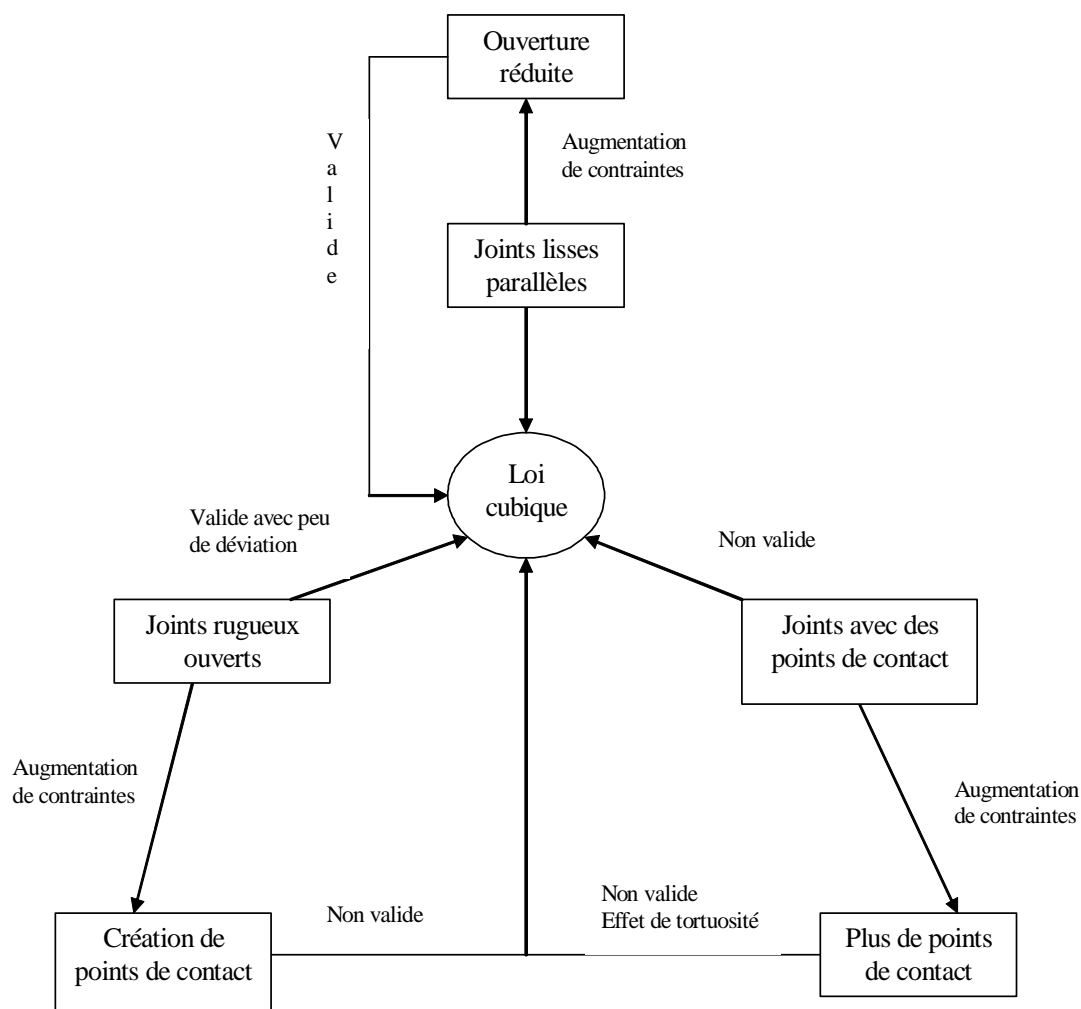 Ouverture
réduite
Valide
Augmentation
de contraintes
Joints lisses
parallèles
Loi
cubique
Valide avec peu
de déviation
Non valide
Joints rugueux
ouverts
Joints avec des
points de contact
Augmentation
de contraintes
Augmentation
de contraintes
Non valide
Non valide
Effet de tortuosité
Création de
points de contact
Plus de points
de contact